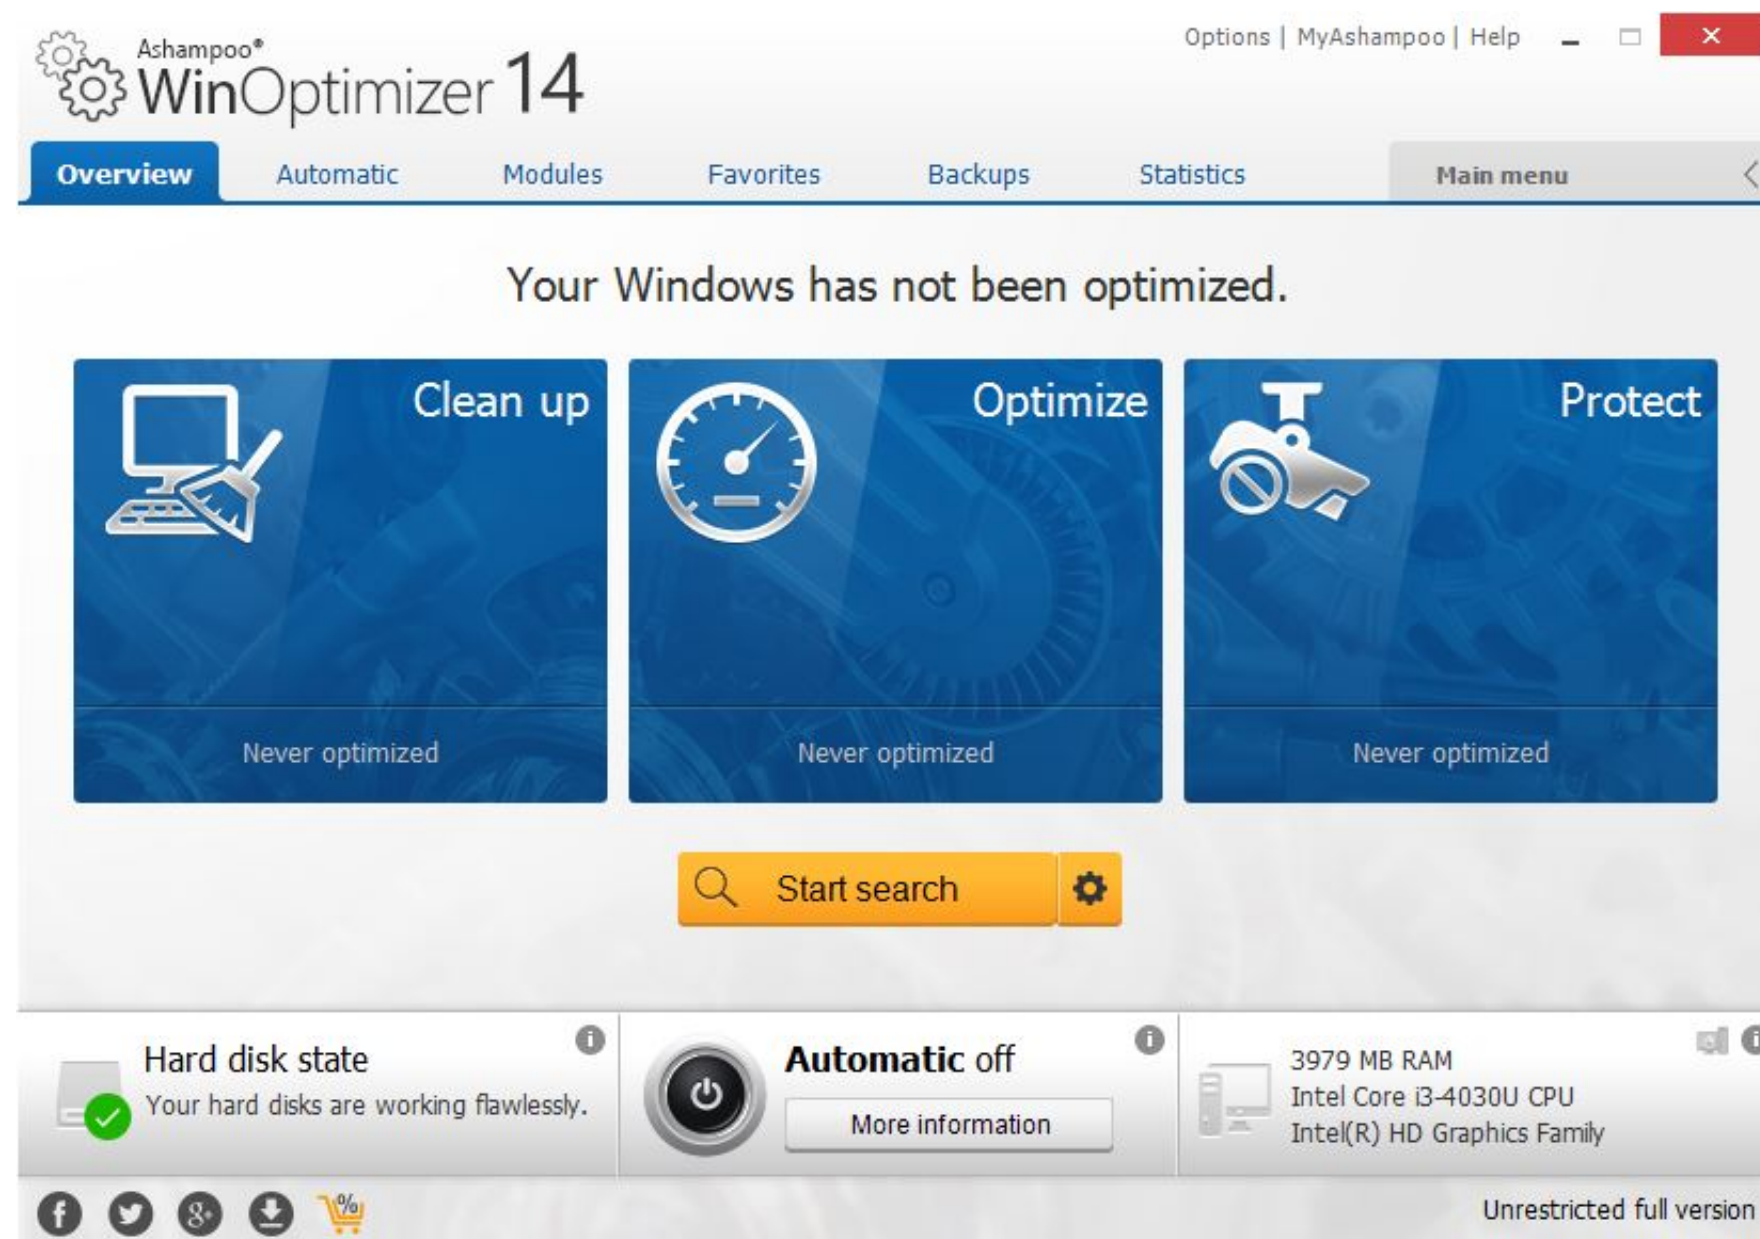 Ashampoo®
WinOptimizer 14
Options | MyAshampoo | Help
Overview
Automatic
Modules
Favorites
Backups
Statistics
Main menu
Your Windows has not been optimized.
Clean up
Never optimized
Optimize
Never optimized
Protect
Never optimized
Start search
Hard disk state
Your hard disks are working flawlessly.
Automatic off
More information
3979 MB RAM
Intel Core i3-4030U CPU
Intel(R) HD Graphics Family
Unrestricted full version